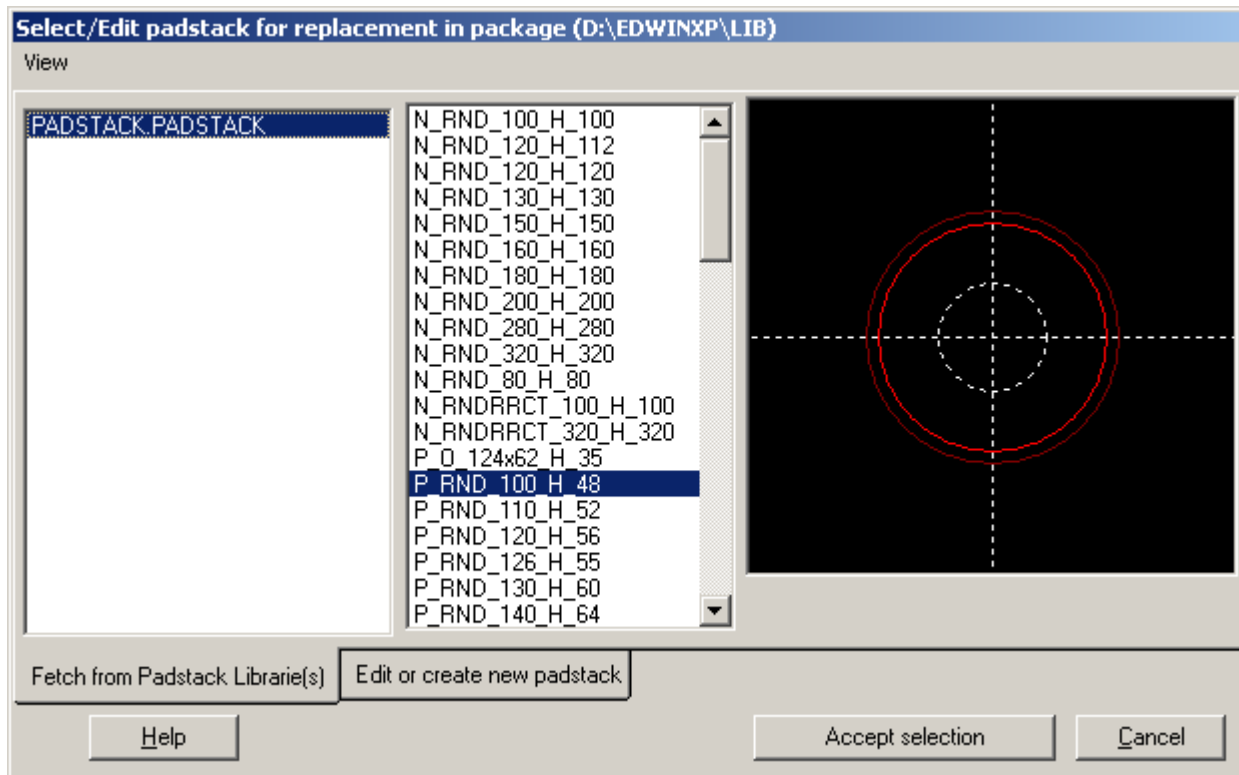 Select/Edit padstack for replacement in package (D:\EDWINXP\LIB)
View
PADSTACK.PADSTACK
N_RND_100_H_100
N_RND_120_H_112
N_RND_120_H_120
N_RND_130_H_130
N_RND_150_H_150
N_RND_160_H_160
N_RND_180_H_180
N_RND_200_H_200
N_RND_280_H_280
N_RND_320_H_320
N_RND_80_H_80
N_RNDRRCT_100_H_100
N_RNDRRCT_320_H_320
P_O_124x62_H_35
P_RND_100_H_48
P_RND_110_H_52
P_RND_120_H_56
P_RND_126_H_55
P_RND_130_H_60
P_RND_140_H_64
Fetch from Padstack Librarie(s)
Edit or create new padstack
Help
Accept selection
Cancel